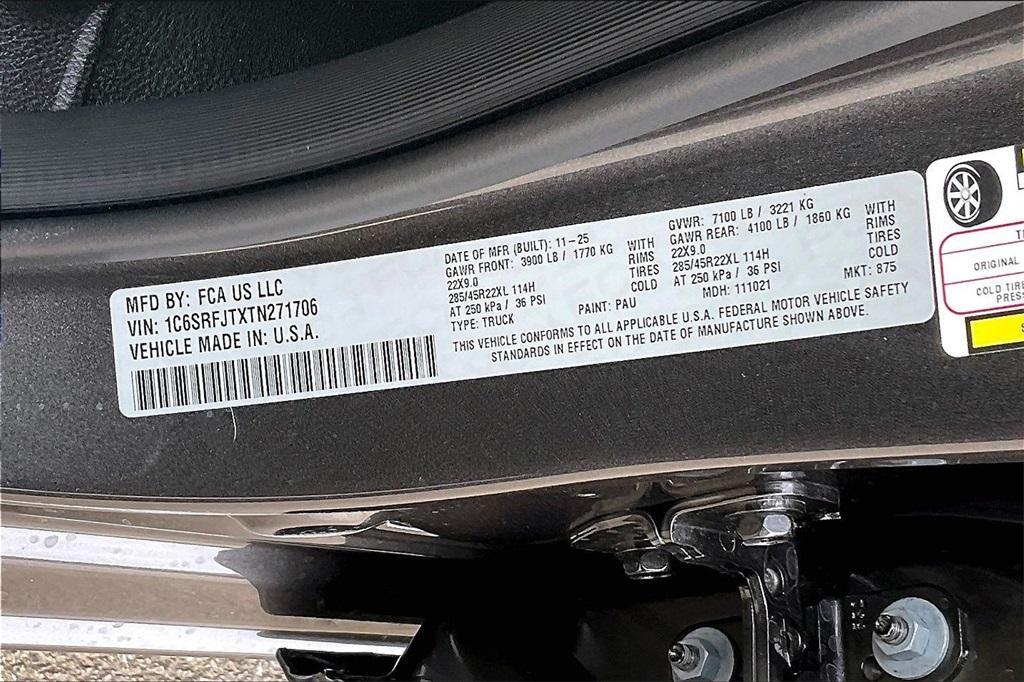 MFD BY: FCA US LLC
VIN: 1C6SRFJTXTN271706
VEHICLE MADE IN: U.S.A.
DATE OF MFR (BUILT): 11-25
GAWR FRONT: 3900 LB / 1770 KG WITH
22X9.0 RIMS
285/45R22XL 114H TIRES
AT 250 kPa / 36 PSI COLD
TYPE: TRUCK PAINT: PAU
GVWR: 7100 LB / 3221 KG
GAWR REAR: 4100 LB / 1860 KG WITH
22X9.0 RIMS
285/45R22XL 114H TIRES
AT 250 kPa / 36 PSI COLD
MDH: 111021 MKT: 875
THIS VEHICLE CONFORMS TO ALL APPLICABLE U.S.A. FEDERAL MOTOR VEHICLE SAFETY
STANDARDS IN EFFECT ON THE DATE OF MANUFACTURE SHOWN ABOVE.
ORIGINAL
COLD